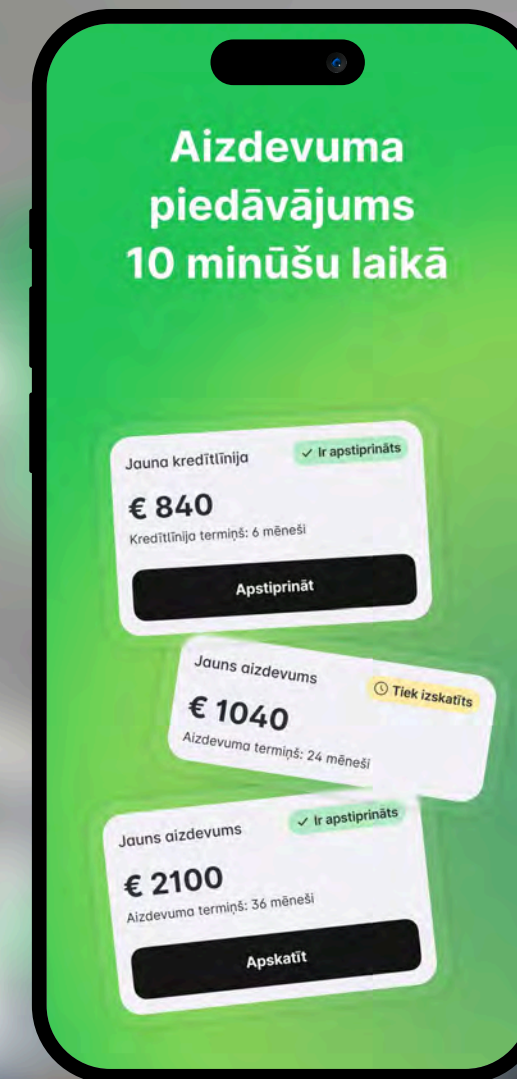 Aizdevuma
piedāvājums
10 minūšu laikā
Jauna kredītlīnija
✓ Ir apstiprināts
€ 840
Kredītlīnija termiņš: 6 mēneši
Apstiprināt
Jauns aizdevums
Tiek izskatīts
€ 1040
Aizdevuma termiņš: 24 mēneši
Jauns aizdevums
✓ Ir apstiprināts
€ 2100
Aizdevuma termiņš: 36 mēneši
Apskatīt